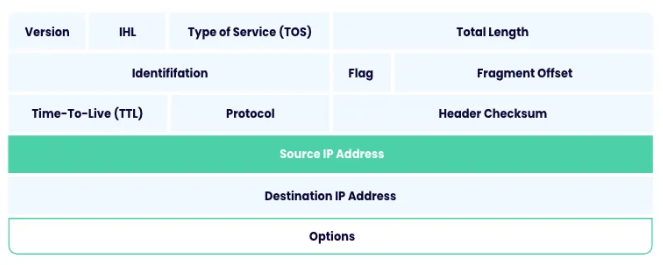 Version IHL Type of Service (TOS) Total Length
Identififation Flag Fragment Offset
Time-To-Live (TTL) Protocol Header Checksum
Source IP Address
Destination IP Address
Options